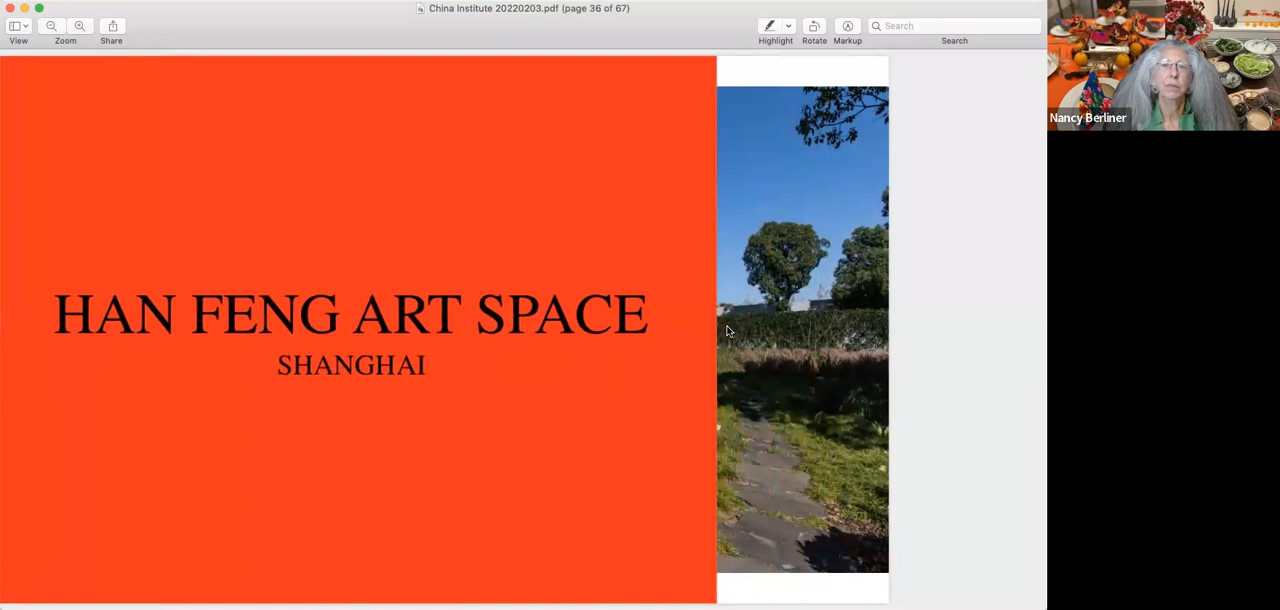 China Institute 20220203.pdf (page 36 of 67)
View
Zoom
Share
Highlight
Rotate
Markup
Search
Search
Nancy Berliner
HAN FENG ART SPACE
SHANGHAI